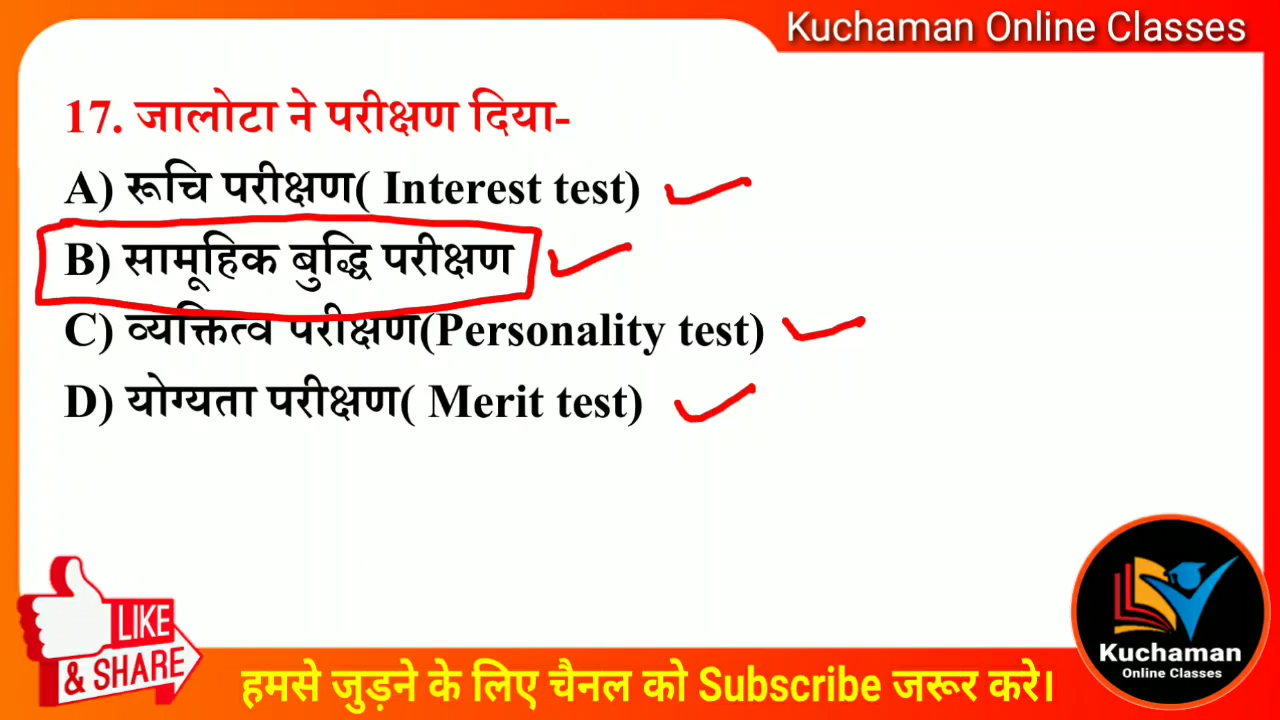 Kuchaman Online Classes
17. जालोटा ने परीक्षण दिया-
A) रूचि परीक्षण( Interest test)
B) सामूहिक बुद्धि परीक्षण
C) व्यक्तित्व परीक्षण(Personality test)
D) योग्यता परीक्षण( Merit test)
LIKE
& SHARE
हमसे जुड़ने के लिए चैनल को Subscribe जरूर करे।
Kuchaman
Online Classes